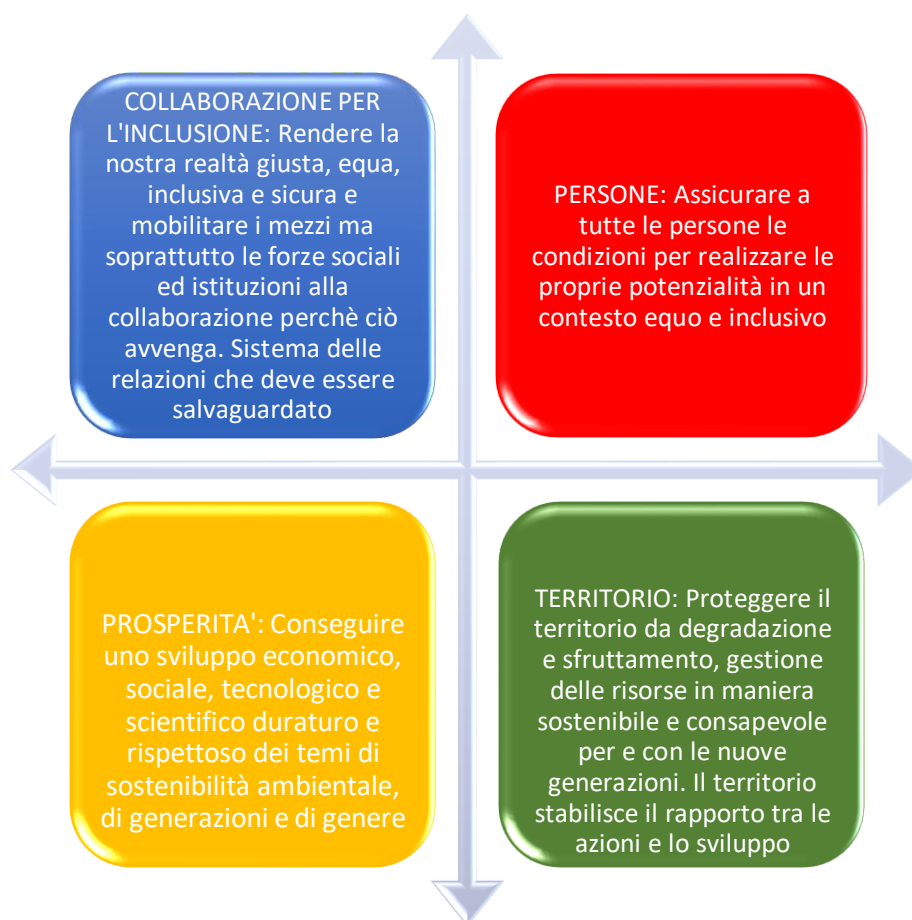 COLLABORAZIONE PER
L'INCLUSIONE: Rendere la
nostra realtà giusta, equa,
inclusiva e sicura e
mobilitare i mezzi ma
soprattutto le forze sociali
ed istituzioni alla
collaborazione perchè ciò
avvenga. Sistema delle
relazioni che deve essere
salvaguardato
PERSONE: Assicurare a
tutte le persone le
condizioni per realizzare le
proprie potenzialità in un
contesto equo e inclusivo
PROSPERITA': Conseguire
uno sviluppo economico,
sociale, tecnologico e
scientifico duraturo e
rispettoso dei temi di
sostenibilità ambientale,
di generazioni e di genere
TERRITORIO: Proteggere il
territorio da degradazione
e sfruttamento, gestione
delle risorse in maniera
sostenibile e consapevole
per e con le nuove
generazioni. Il territorio
stabilisce il rapporto tra le
azioni e lo sviluppo